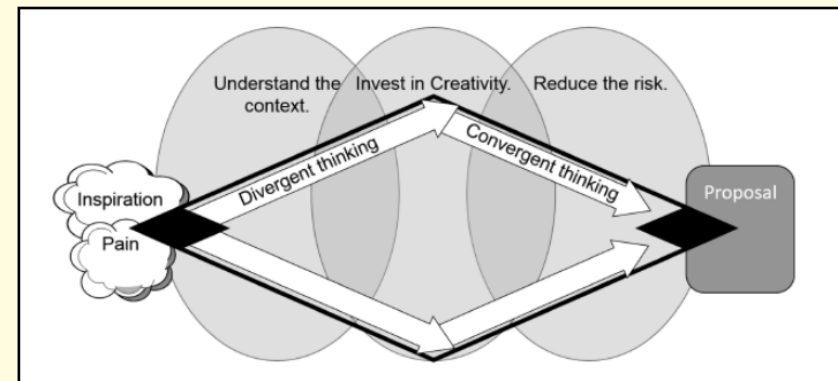 Understand the
context.
Invest in Creativity.
Reduce the risk.
Divergent thinking
Convergent thinking
Inspiration
Pain
Proposal